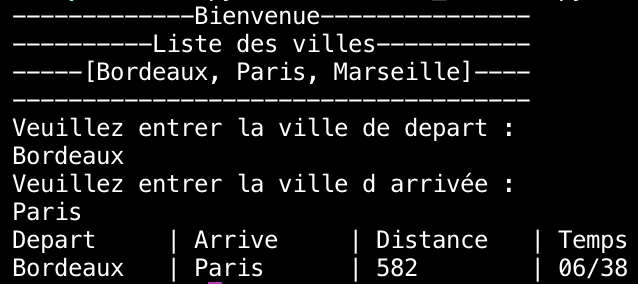 -------------Bienvenue---------------
----------Liste des villes-----------
-----[Bordeaux, Paris, Marseille]----
-------------------------------------
Veuillez entrer la ville de depart :
Bordeaux
Veuillez entrer la ville d arrivée :
Paris
Depart | Arrive | Distance | Temps
Bordeaux | Paris | 582 | 06/38